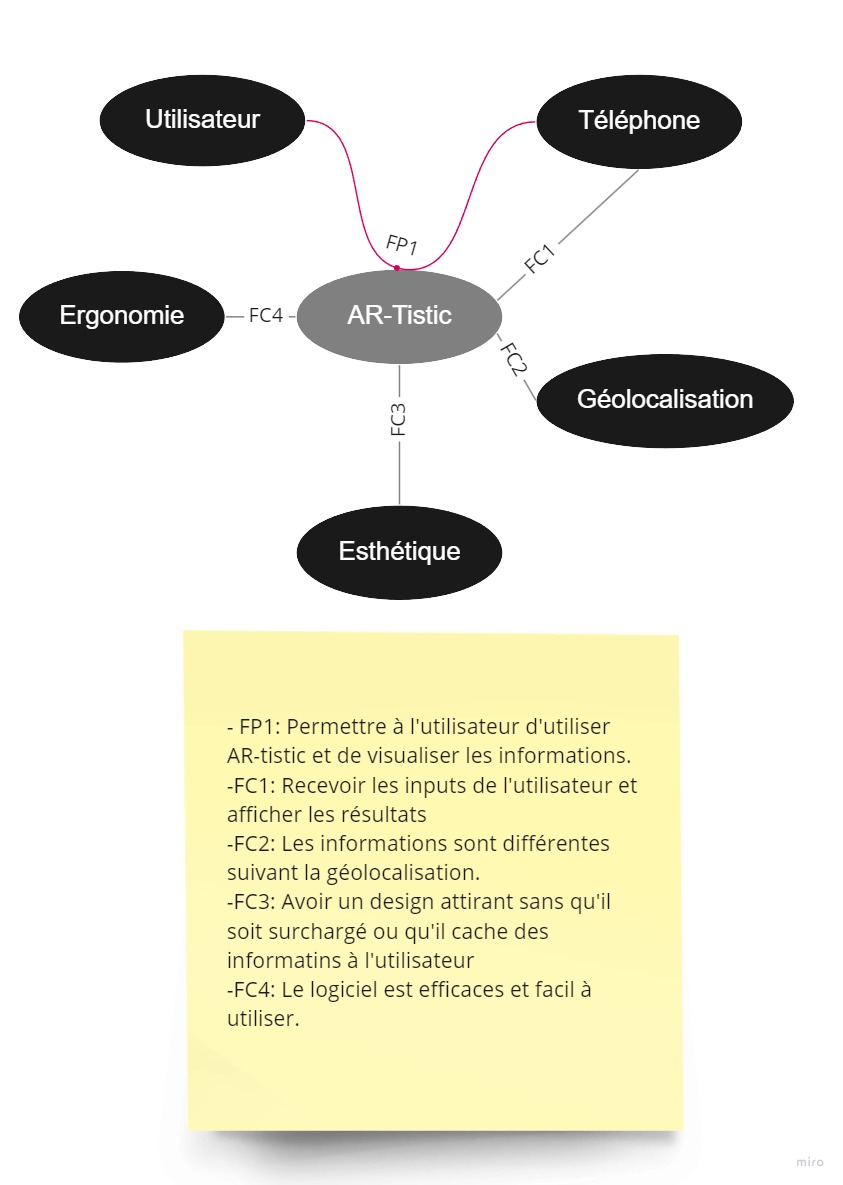 Utilisateur
Téléphone
FP1
FC1
Ergonomie
FC4
AR-Tistic
FC2
Géolocalisation
FC3
Esthétique
- FP1: Permettre à l'utilisateur d'utiliser
AR-tistic et de visualiser les informations.
-FC1: Recevoir les inputs de l'utilisateur et
afficher les résultats
-FC2: Les informations sont différentes
suivant la géolocalisation.
-FC3: Avoir un design attirant sans qu'il
soit surchargé ou qu'il cache des
informatins à l'utilisateur
-FC4: Le logiciel est efficaces et facil à
utiliser.
miro